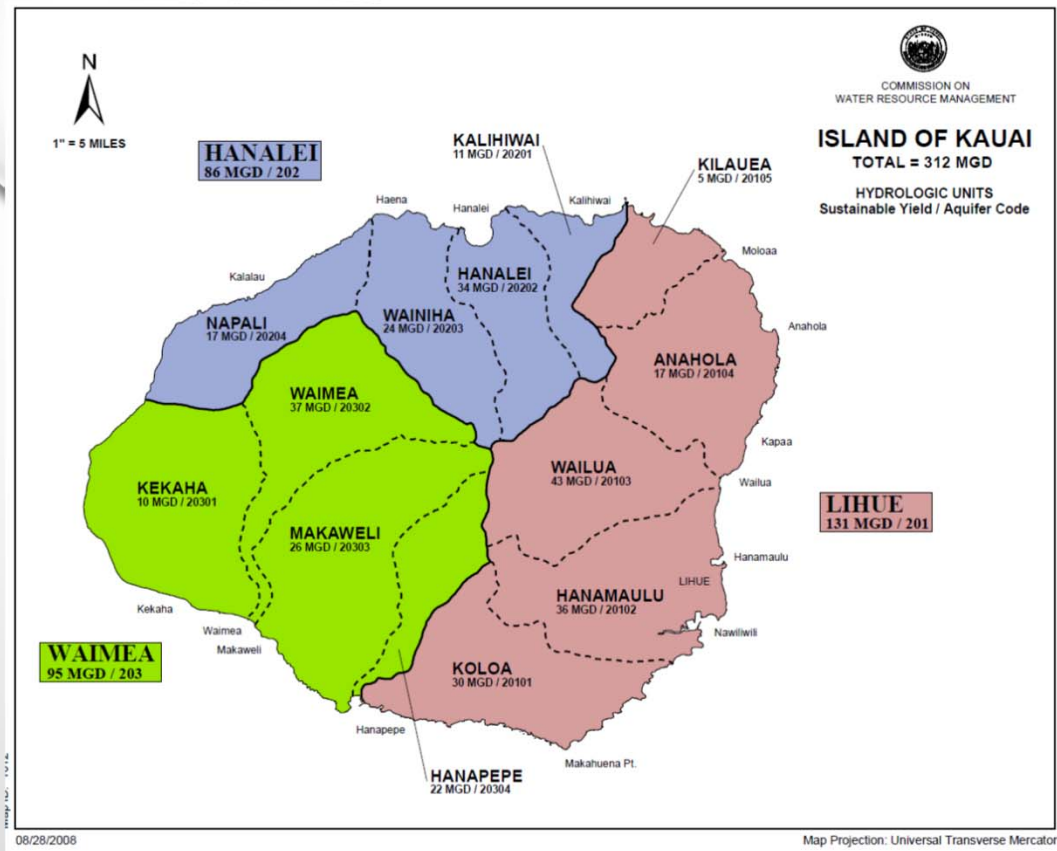 COMMISSION ON
WATER RESOURCE MANAGEMENT
ISLAND OF KAUAI
TOTAL = 312 MGD
HYDROLOGIC UNITS
Sustainable Yield / Aquifer Code
N
1" = 5 MILES
HANALEI
86 MGD / 202
KALIHIWAI
11 MGD / 20201
KILAUEA
5 MGD / 20105
Haena
Hanalei
Kalihiwai
Moloaa
Kalalau
HANALEI
34 MGD / 20202
NAPALI
17 MGD / 20204
WAINIHA
24 MGD / 20203
Anahola
ANAHOLA
17 MGD / 20104
WAIMEA
37 MGD / 20302
Kapaa
WAILUA
43 MGD / 20103
Wailua
KEKAHA
10 MGD / 20301
LIHUE
131 MGD / 201
MAKAWELI
26 MGD / 20303
Hanamaulu
LIHUE
HANAMAULU
36 MGD / 20102
Kekaha
Waimea
Makaweli
Nawiliwili
WAIMEA
95 MGD / 203
KOLOA
30 MGD / 20101
Hanapepe
Makahuena Pt.
HANAPEPE
22 MGD / 20304
08/28/2008
Map Projection: Universal Transverse Mercator